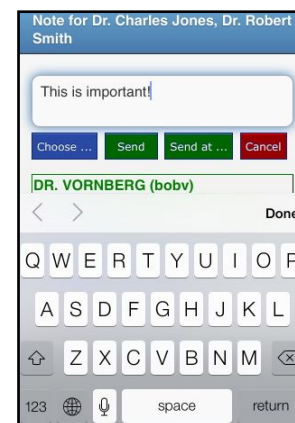 Note for Dr. Charles Jones, Dr. Robert
Smith
This is important!
Choose ...
Send
Send at ...
Cancel
DR. VORNBERG (bobv)
Done
Q W E R T Y U I O P
A S D F G H J K L
Z X C V B N M
123
space
return